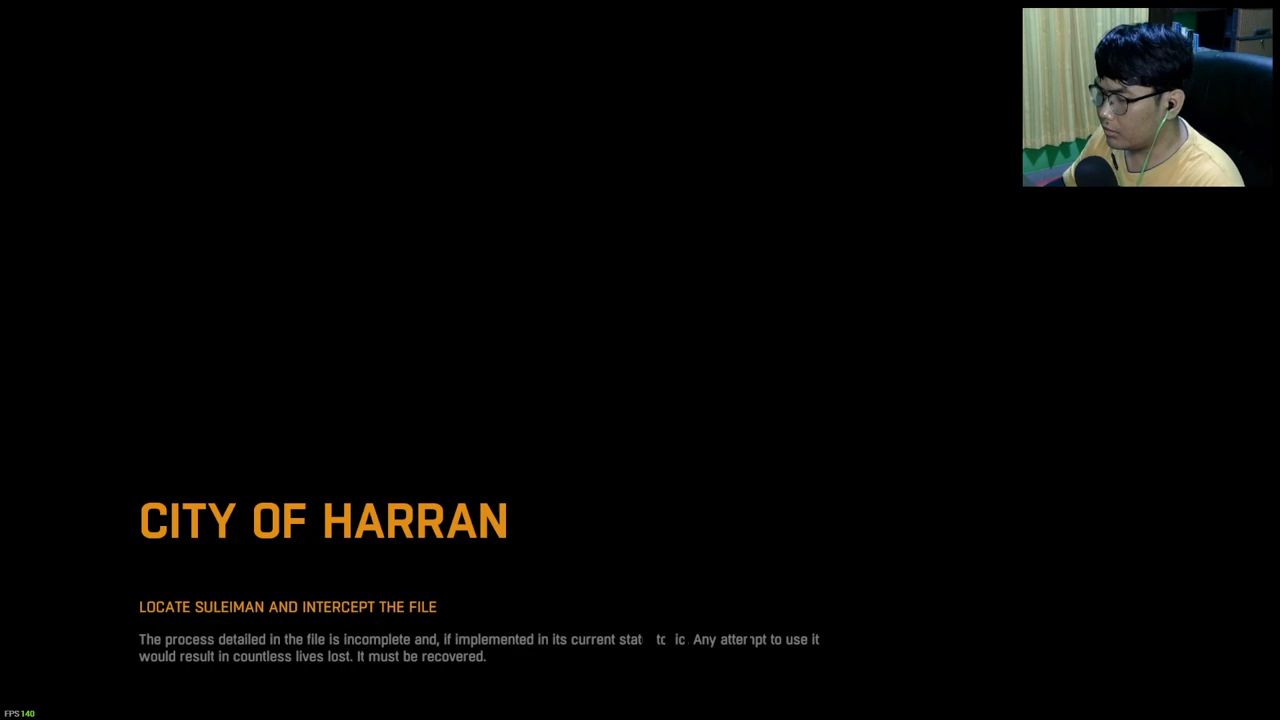 CITY OF HARRAN
LOCATE SULEIMAN AND INTERCEPT THE FILE
The process detailed in the file is incomplete and, if implemented in its current Any to use it
would result in countless lives lost. It must be recovered.
FPS 140